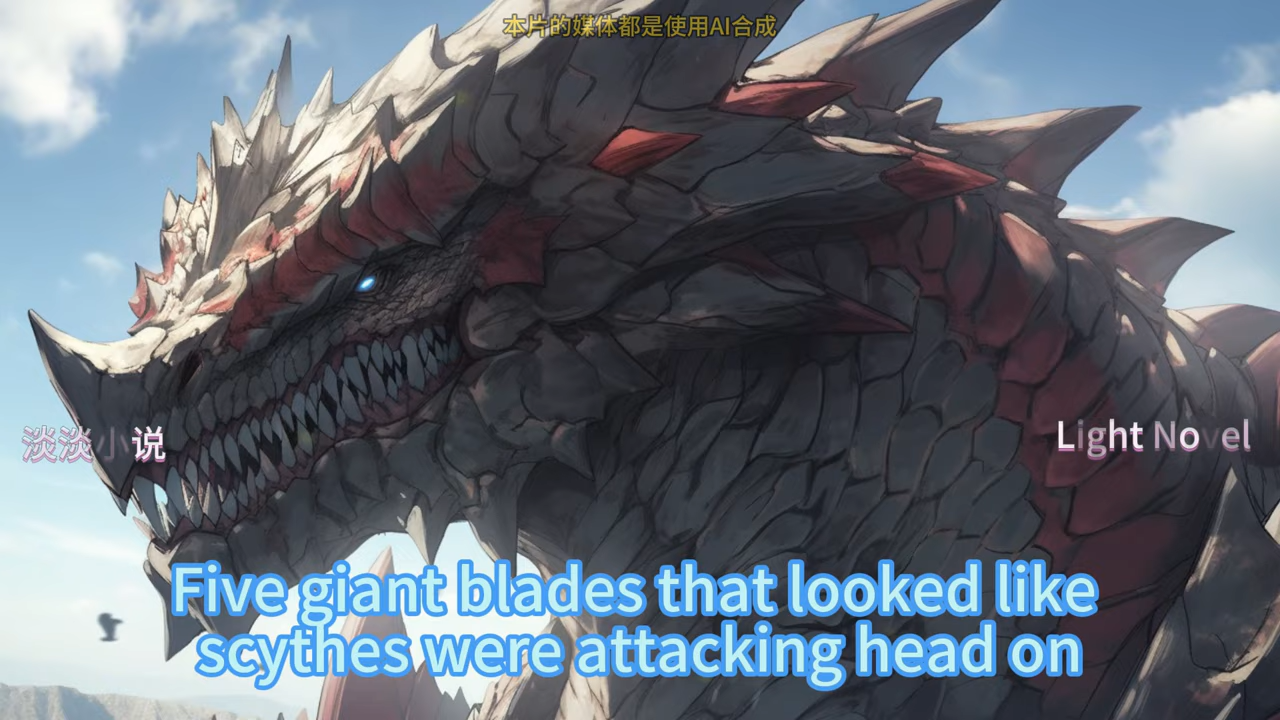 本片的媒体都是使用AI合成
淡淡小说
Light Novel
Five giant blades that looked like
scythes were attacking head on